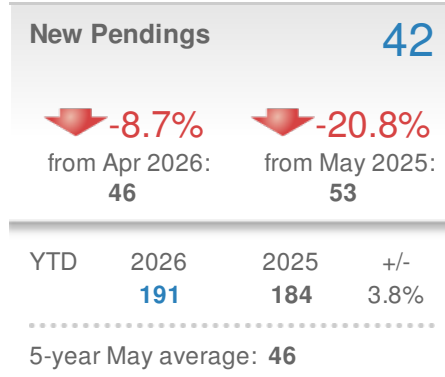 New Pendings 42
-8.7% -20.8%
from Apr 2026: from May 2025:
46 53
YTD 2026 2025 +/-
191 184 3.8%
5-year May average: 46